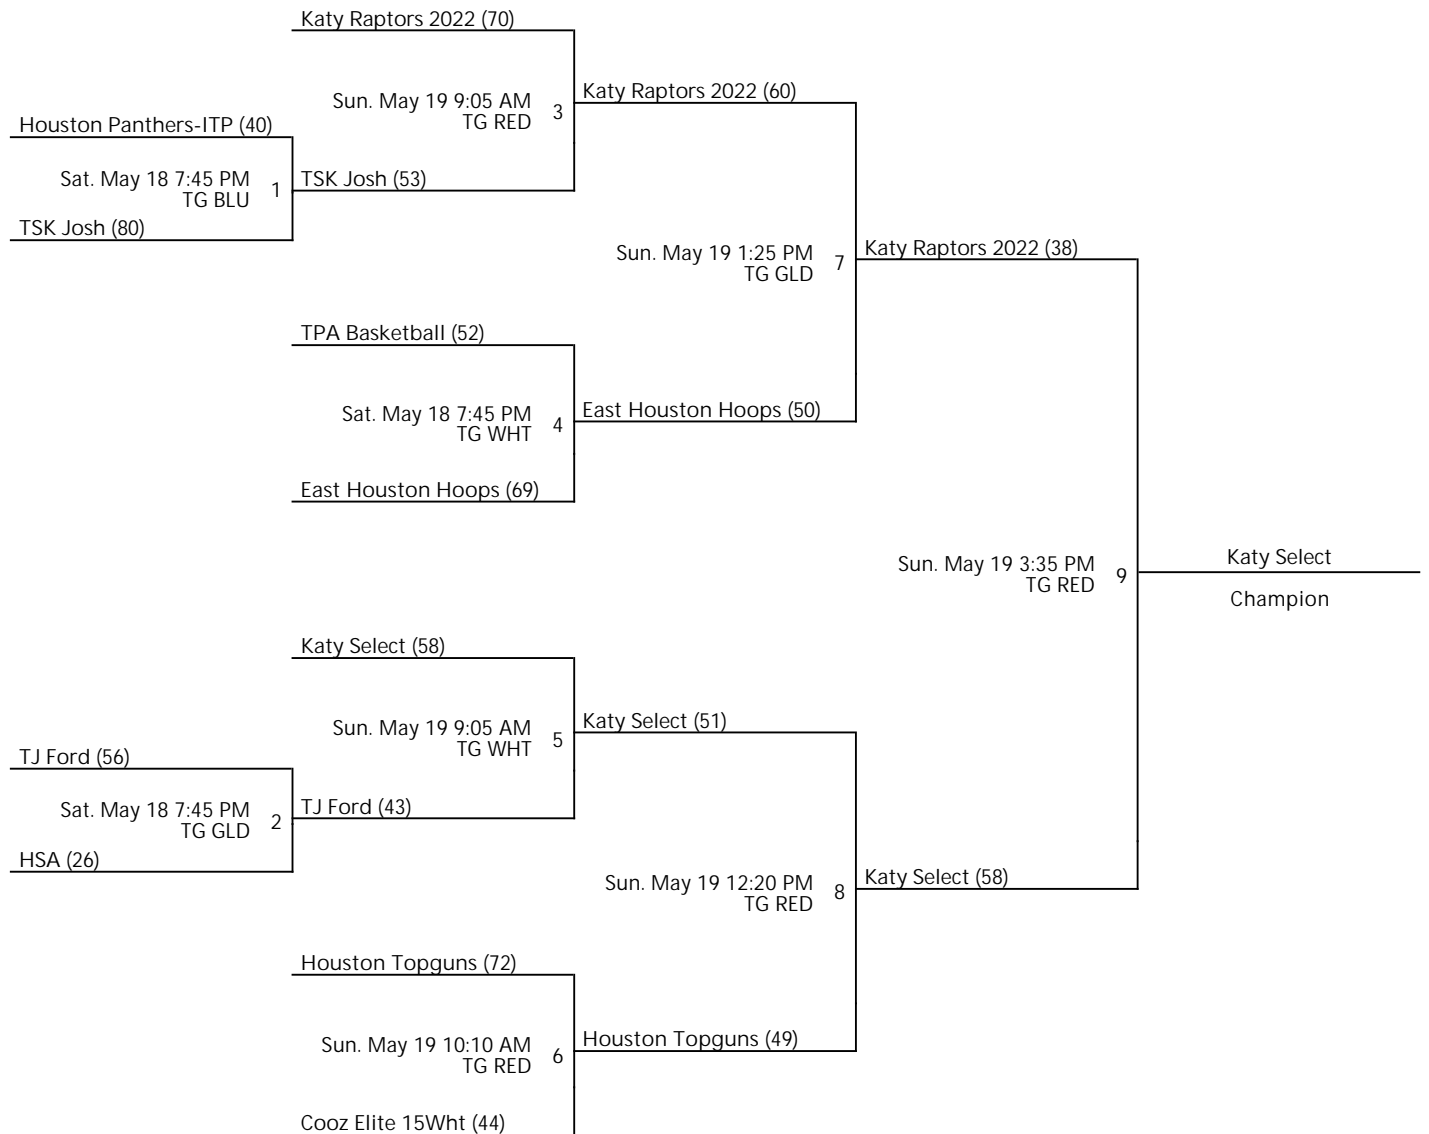 Katy Raptors 2022 (70)
Sun. May 19 9:05 AM
TG RED
3
Katy Raptors 2022 (60)
Houston Panthers-ITP (40)
Sat. May 18 7:45 PM
TG BLU
1
TSK Josh (53)
TSK Josh (80)
Sun. May 19 1:25 PM
TG GLD
7
Katy Raptors 2022 (38)
TPA Basketball (52)
Sat. May 18 7:45 PM
TG WHT
4
East Houston Hoops (50)
East Houston Hoops (69)
Sun. May 19 3:35 PM
TG RED
9
Katy Select
Champion
Katy Select (58)
Sun. May 19 9:05 AM
TG WHT
5
Katy Select (51)
TJ Ford (56)
Sat. May 18 7:45 PM
TG GLD
2
TJ Ford (43)
HSA (26)
Sun. May 19 12:20 PM
TG RED
8
Katy Select (58)
Houston Topguns (72)
Sun. May 19 10:10 AM
TG RED
6
Houston Topguns (49)
Cooz Elite 15Wht (44)